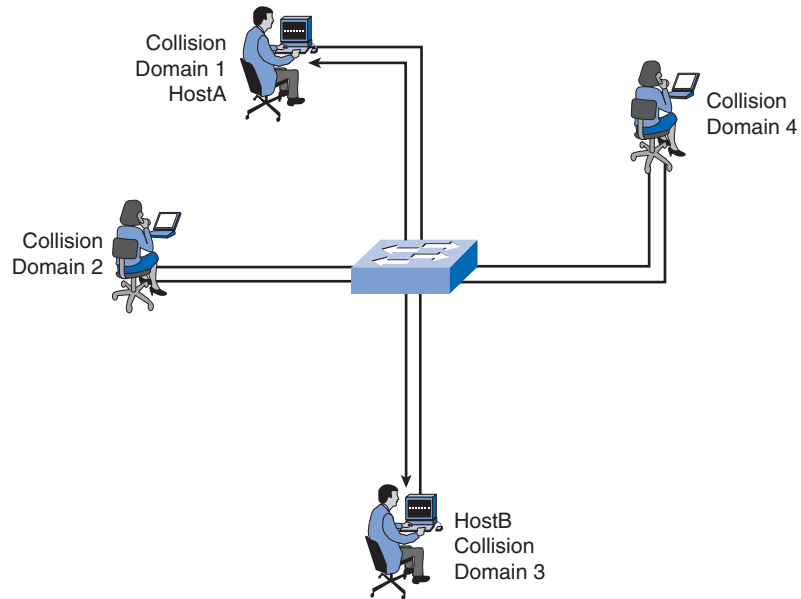 Collision
Domain 1
HostA
Collision
Domain 4
Collision
Domain 2
HostB
Collision
Domain 3